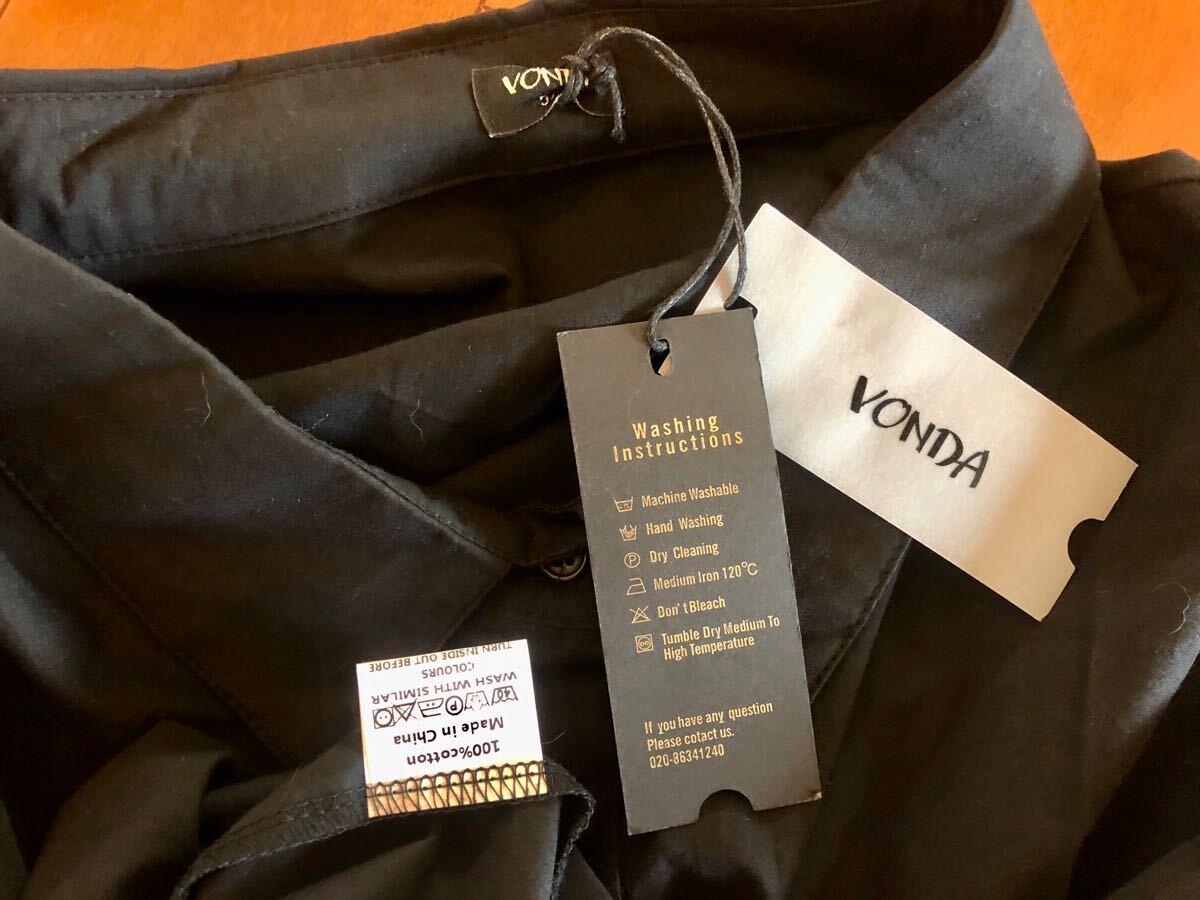 VONDA
Washing
Instructions
Machine Washable
Hand Washing
P
Dry Cleaning
Medium Iron 120℃
Don't Bleach
Tumble Dry Medium To
High Temperature
If you have any question
Please cotact us.
020-86341240
100%cotton
Made in China
P
WASH WITH SIMILAR
COLOURS
TURN INSIDE OUT BEFORE